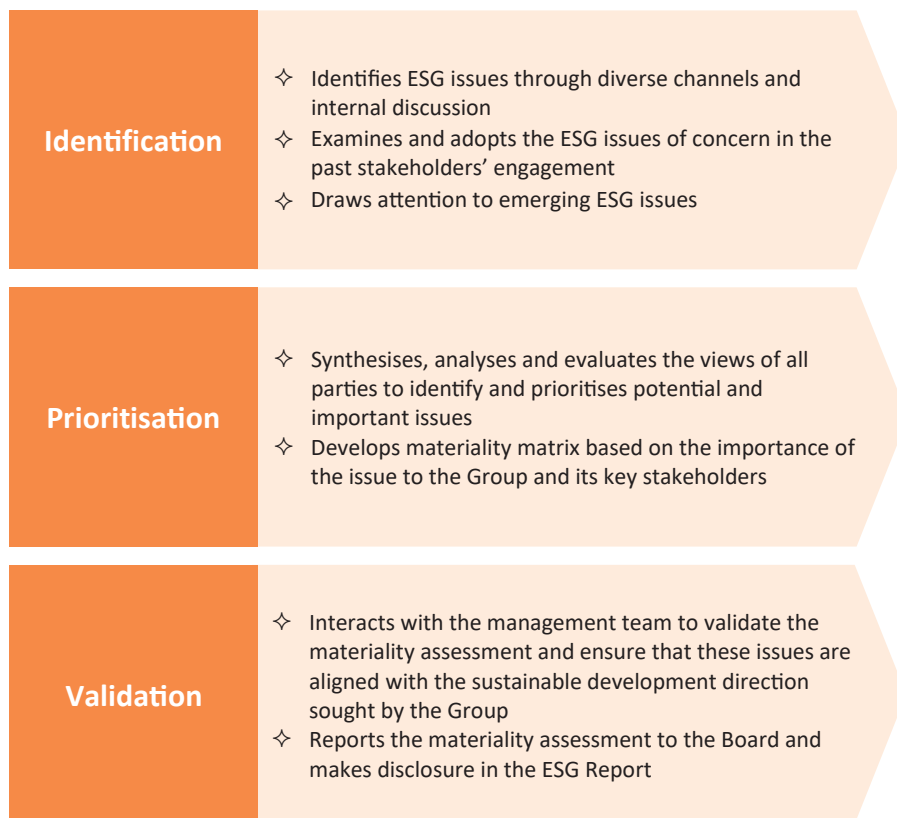 Identification
✧ Identifies ESG issues through diverse channels and
internal discussion
✧ Examines and adopts the ESG issues of concern in the
past stakeholders’ engagement
✧ Draws attention to emerging ESG issues
Prioritisation
✧ Synthesises, analyses and evaluates the views of all
parties to identify and prioritises potential and
important issues
✧ Develops materiality matrix based on the importance of
the issue to the Group and its key stakeholders
Validation
✧ Interacts with the management team to validate the
materiality assessment and ensure that these issues are
aligned with the sustainable development direction
sought by the Group
✧ Reports the materiality assessment to the Board and
makes disclosure in the ESG Report